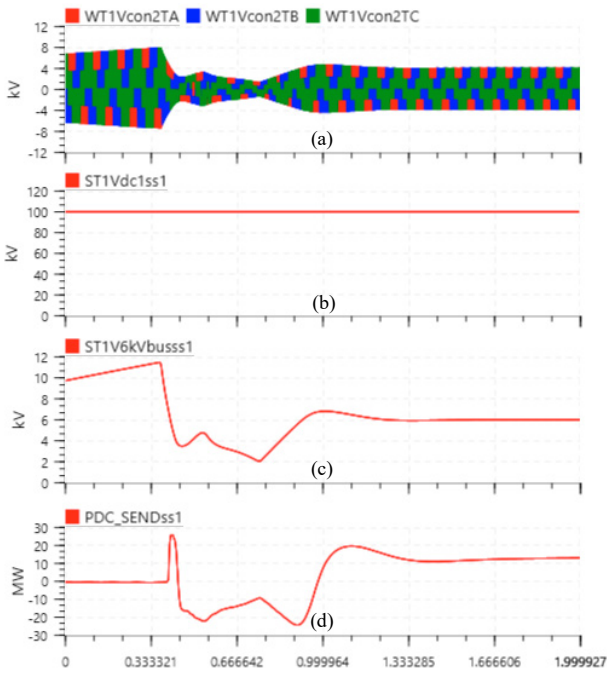 WT1Vcon2TA WT1Vcon2TB WT1Vcon2TC
12
8
4
0
-4
-8
-12
kV
(a)
ST1Vdc1ss1
120
100
80
60
40
20
0
kV
(b)
ST1V6kVbusss1
12
10
8
6
4
2
0
kV
(c)
PDC_SENDss1
30
20
10
0
-10
-20
-30
MW
(d)
0 0.333321 0.666642 0.999964 1.333285 1.666606 1.999927